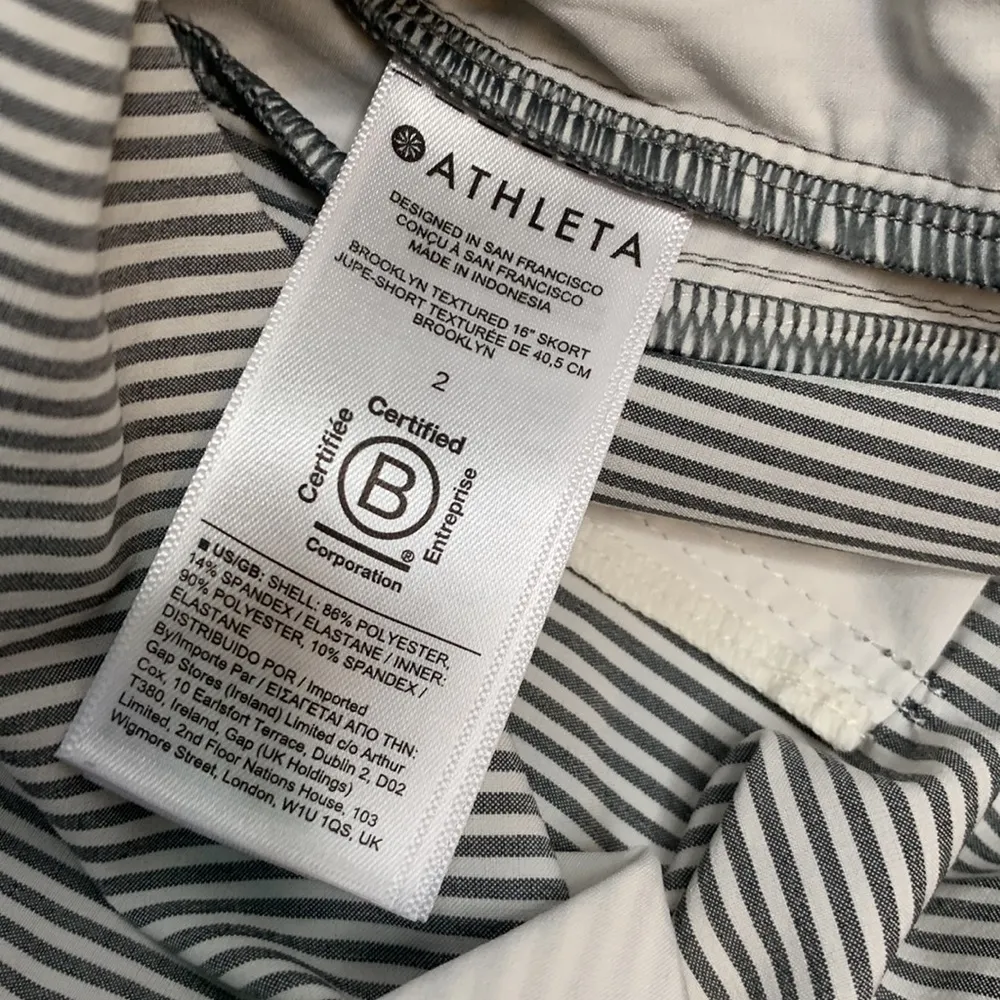 ATHLETA
DESIGNED IN SAN FRANCISCO
CONÇU À SAN FRANCISCO
MADE IN INDONESIA
BROOKLYN TEXTURED 16" SKORT
JUPE-SHORT TEXTURÉE DE 40,5 CM
BROOKLYN
2
Certified
Certifiée
B
Entreprise
®
Corporation
■ US/GB: SHELL: 86% POLYESTER,
14% SPANDEX / ELASTANE / INNER:
90% POLYESTER, 10% SPANDEX /
ELASTANE
DISTRIBUIDO POR / Imported
By/Importe Par / ΕΙΣΑΓΕΤΑΙ ΑΠΟ ΤΗΝ:
Gap Stores (Ireland) Limited c/o Arthur
Cox, 10 Earlsfort Terrace, Dublin 2, D02
T380, Ireland, Gap (UK Holdings)
Limited, 2nd Floor Nations House, 103
Wigmore Street, London, W1U 1QS, UK